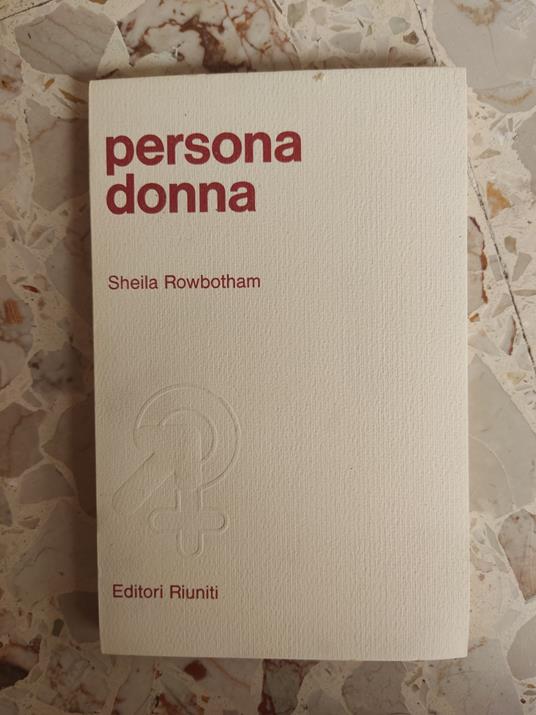 persona
donna
Sheila Rowbotham
Editori Riuniti